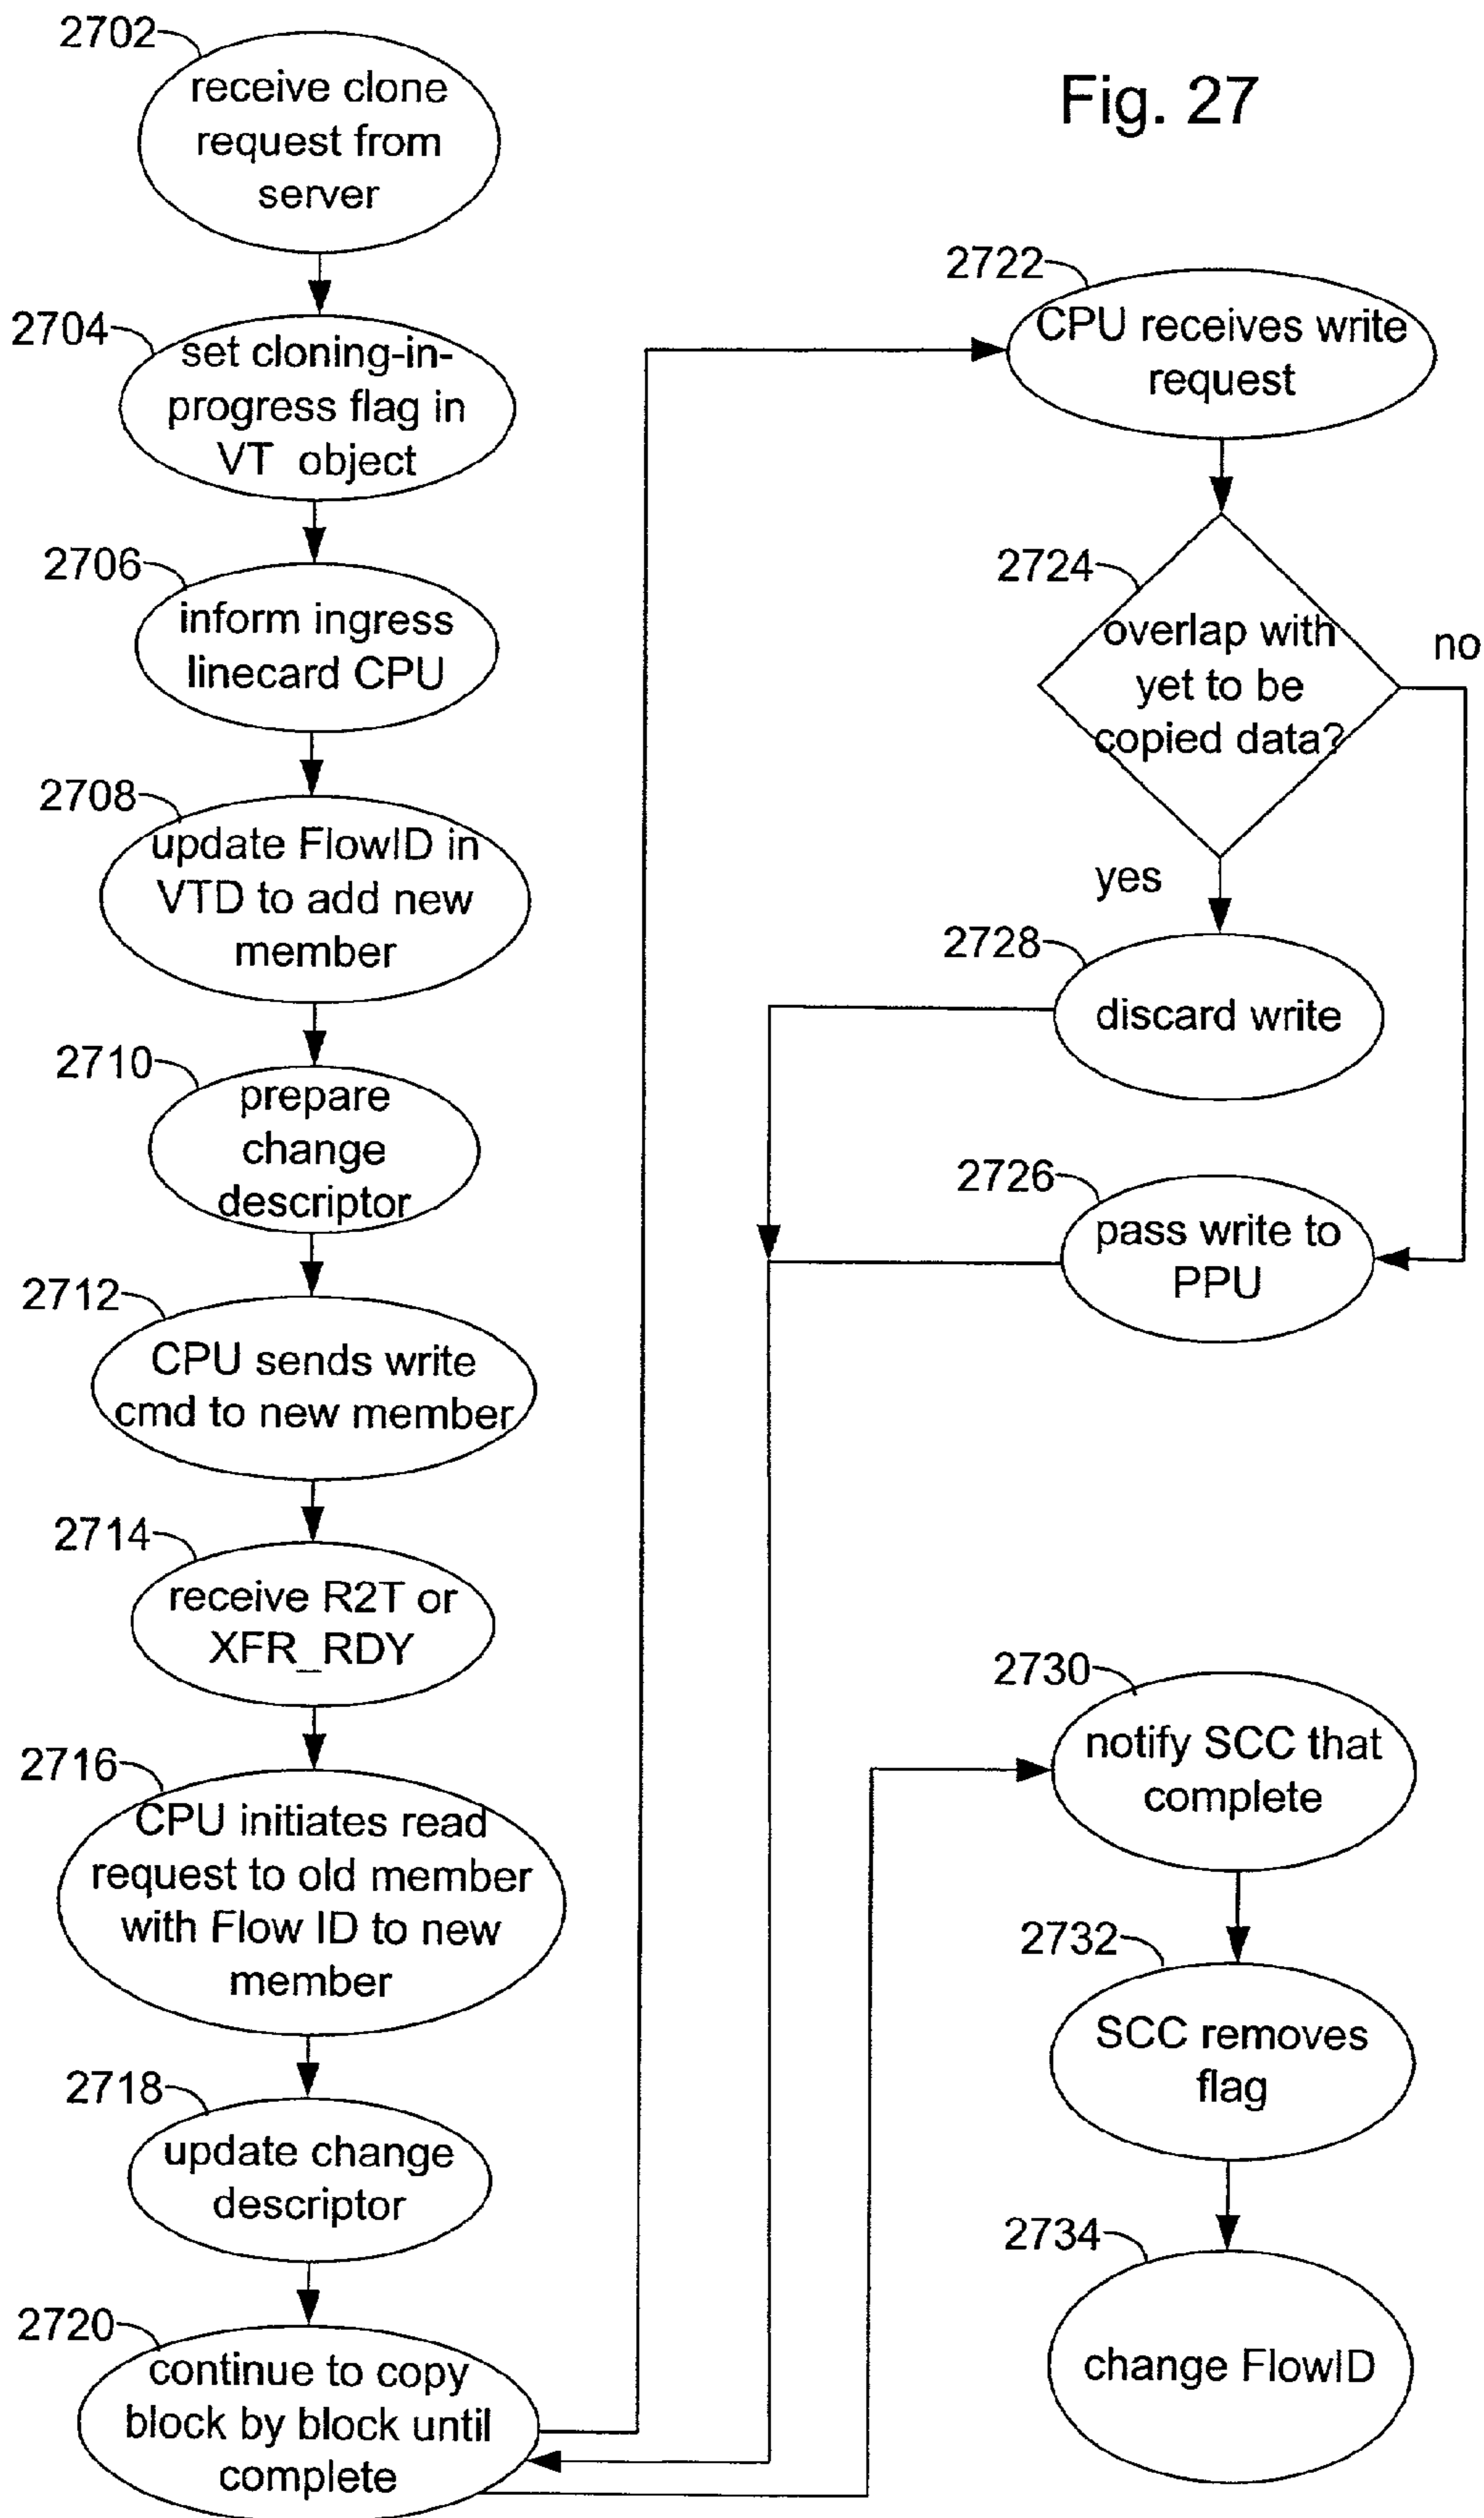 Fig. 27
2702
receive clone
request from
server
2704
set cloning-in-
progress flag in
VT object
2706
inform ingress
linecard CPU
2708
update FlowID in
VTD to add new
member
2710
prepare
change
descriptor
2712
CPU sends write
cmd to new member
2714
receive R2T or
XFR_RDY
2716
CPU initiates read
request to old member
with Flow ID to new
member
2718
update change
descriptor
2720
continue to copy
block by block until
complete
2722
CPU receives write
request
2724
overlap with
yet to be
copied data?
no
yes
2728
discard write
2726
pass write to
PPU
2730
notify SCC that
complete
2732
SCC removes
flag
2734
change FlowID